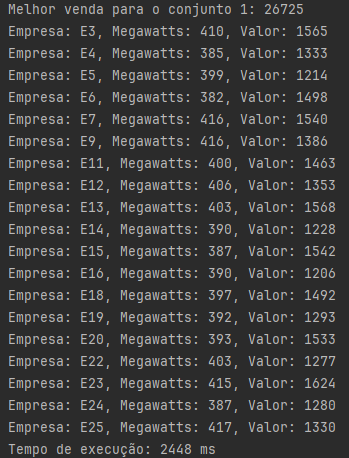 Melhor venda para o conjunto 1: 26725
Empresa: E3, Megawatts: 410, Valor: 1565
Empresa: E4, Megawatts: 385, Valor: 1333
Empresa: E5, Megawatts: 399, Valor: 1214
Empresa: E6, Megawatts: 382, Valor: 1498
Empresa: E7, Megawatts: 416, Valor: 1540
Empresa: E9, Megawatts: 416, Valor: 1386
Empresa: E11, Megawatts: 400, Valor: 1463
Empresa: E12, Megawatts: 406, Valor: 1353
Empresa: E13, Megawatts: 403, Valor: 1568
Empresa: E14, Megawatts: 390, Valor: 1228
Empresa: E15, Megawatts: 387, Valor: 1542
Empresa: E16, Megawatts: 390, Valor: 1206
Empresa: E18, Megawatts: 397, Valor: 1492
Empresa: E19, Megawatts: 392, Valor: 1293
Empresa: E20, Megawatts: 393, Valor: 1533
Empresa: E22, Megawatts: 403, Valor: 1277
Empresa: E23, Megawatts: 415, Valor: 1624
Empresa: E24, Megawatts: 387, Valor: 1280
Empresa: E25, Megawatts: 417, Valor: 1330
Tempo de execução: 2448 ms